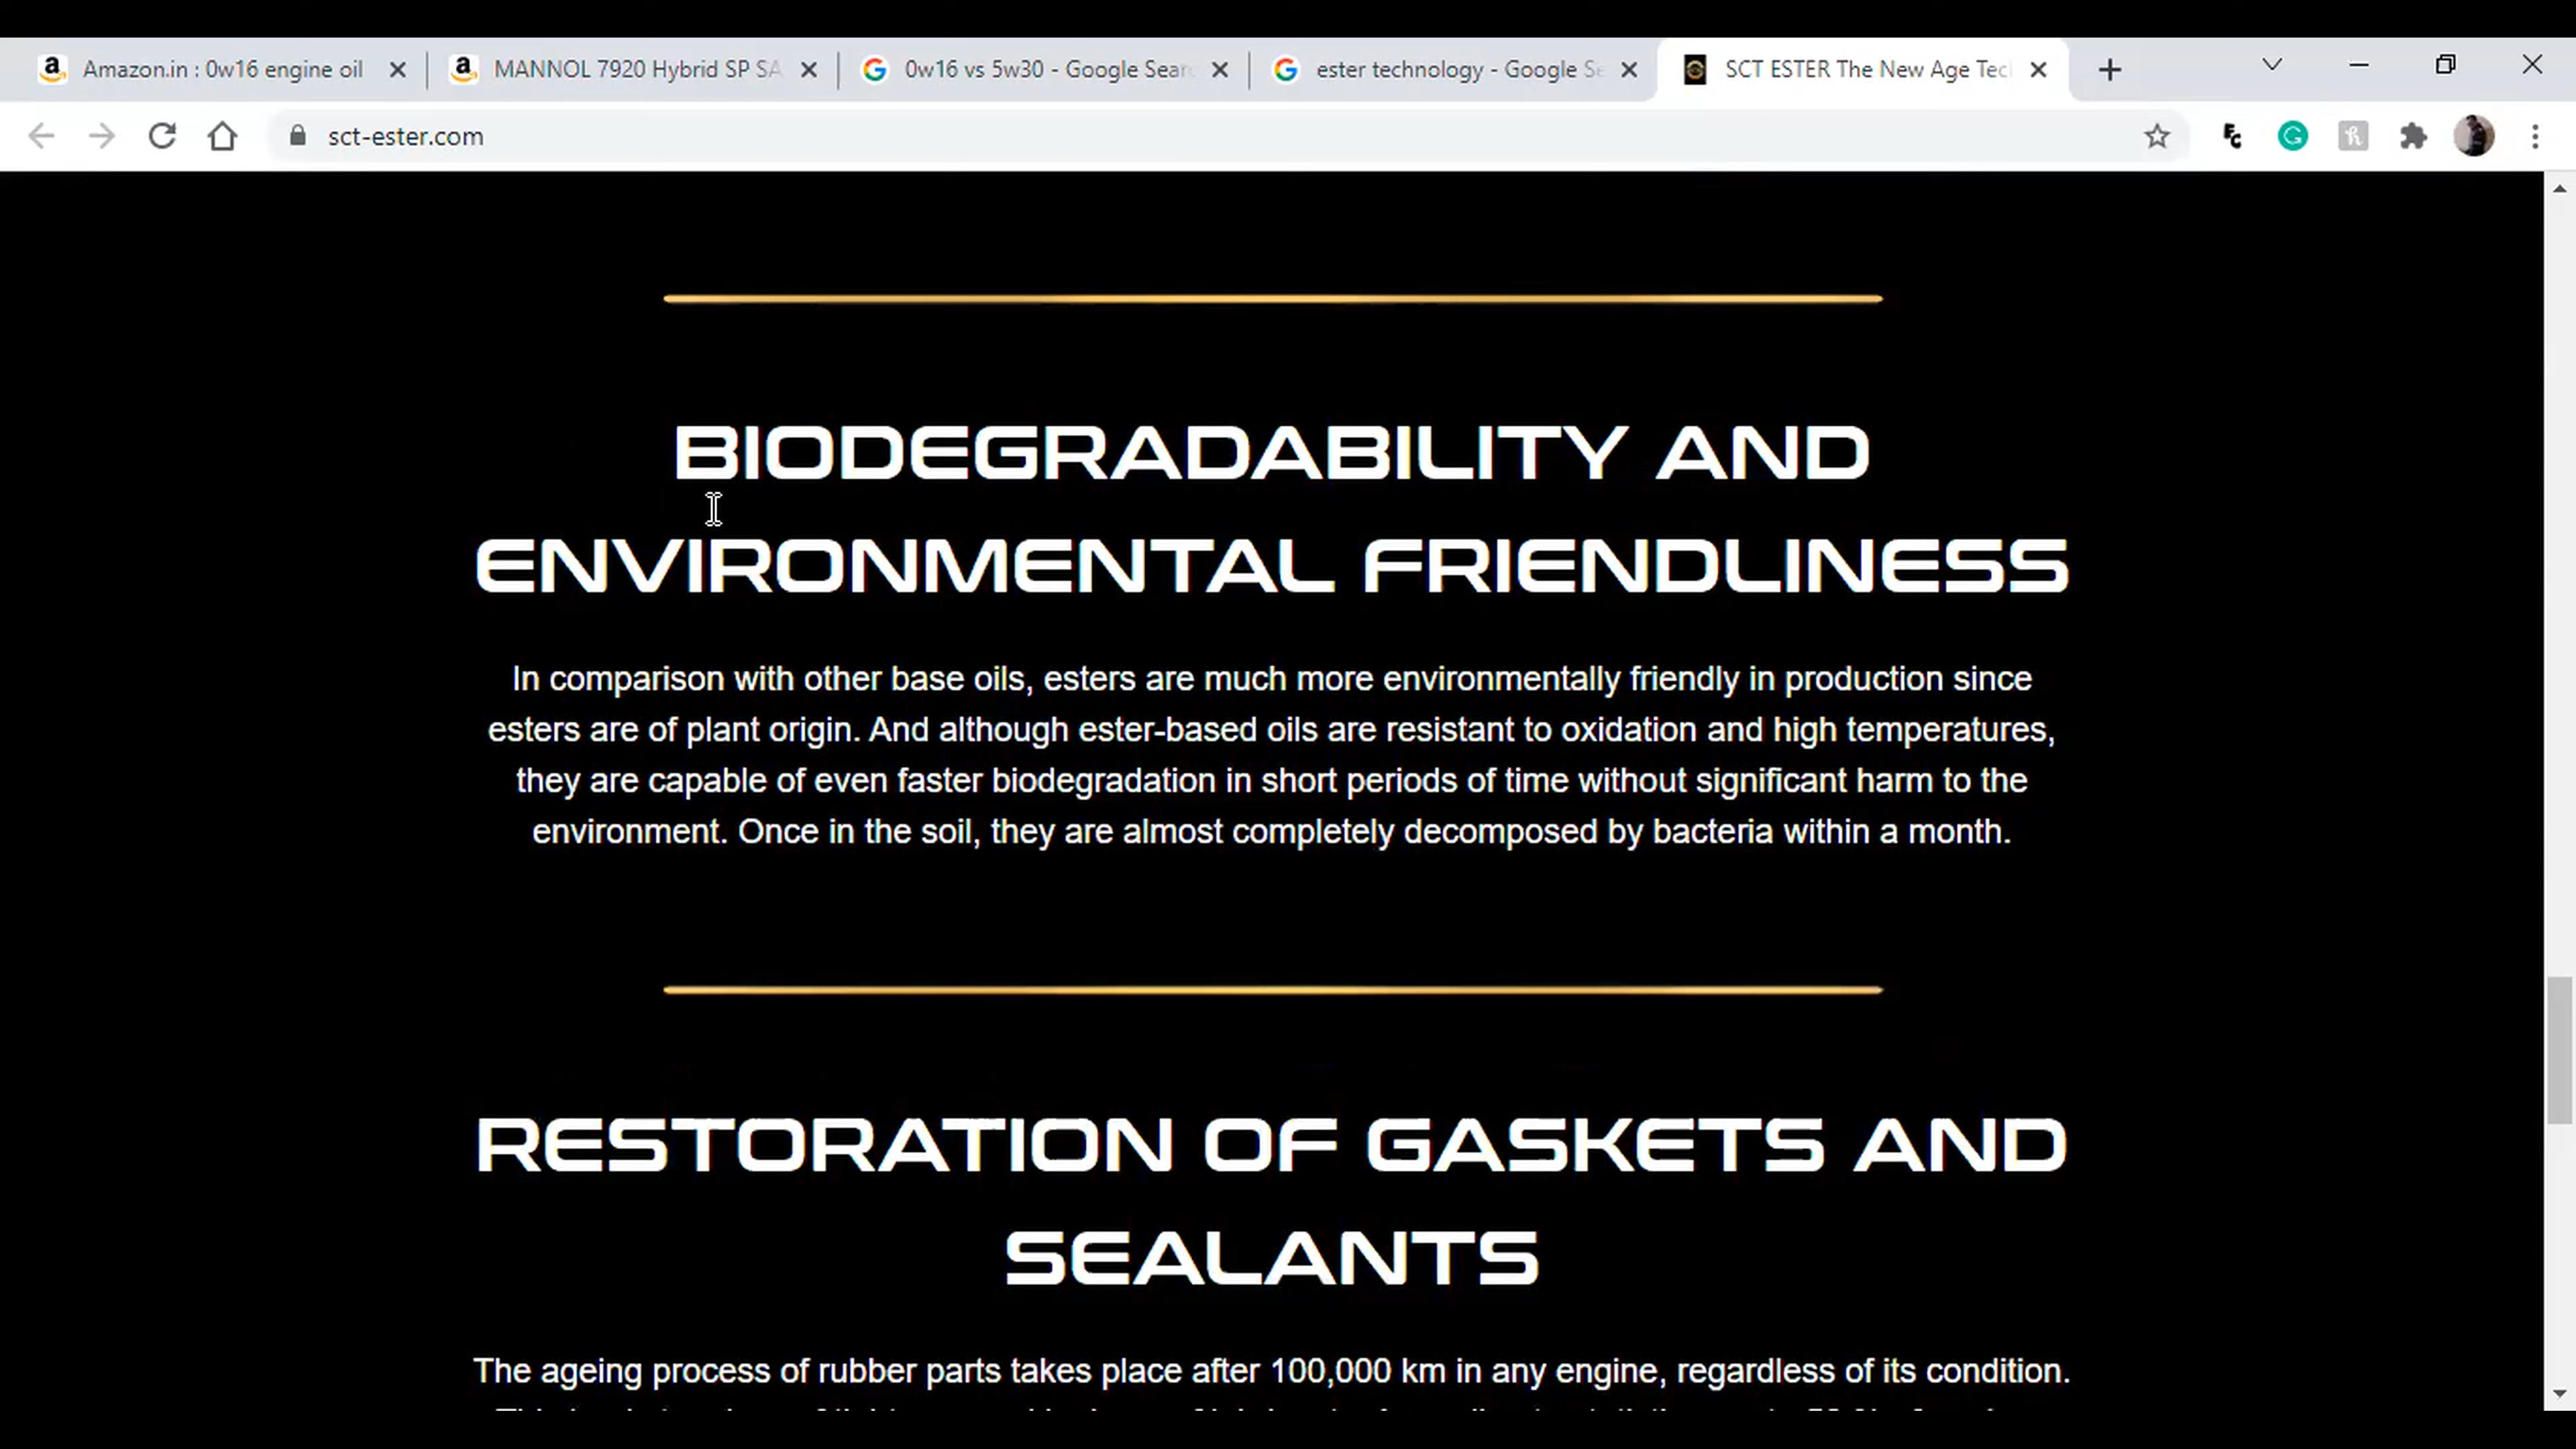 Amazon.in : 0w16 engine oil
MANNOL 7920 Hybrid SP SA
0w16 vs 5w30 - Google Sear
ester technology - Google Se
SCT ESTER The New Age Tec
sct-ester.com
BIODEGRADABILITY AND
ENVIRONMENTAL FRIENDLINESS
In comparison with other base oils, esters are much more environmentally friendly in production since
esters are of plant origin. And although ester-based oils are resistant to oxidation and high temperatures,
they are capable of even faster biodegradation in short periods of time without significant harm to the
environment. Once in the soil, they are almost completely decomposed by bacteria within a month.
RESTORATION OF GASKETS AND
SEALANTS
The ageing process of rubber parts takes place after 100,000 km in any engine, regardless of its condition.